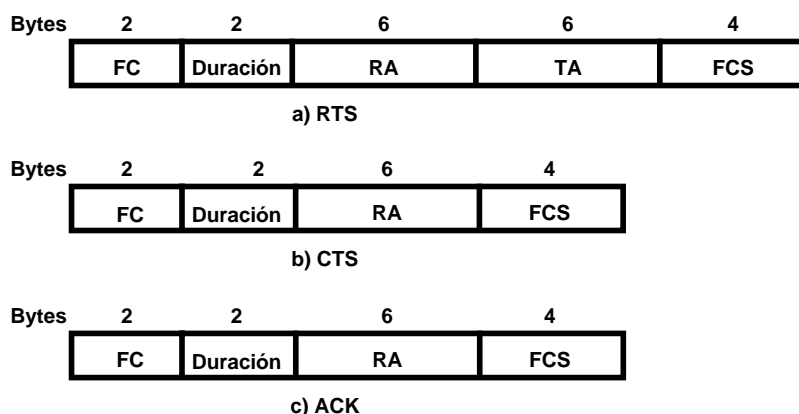 Bytes 2 2 6 6 4
FC Duración RA TA FCS
a) RTS
Bytes 2 2 6 4
FC Duración RA FCS
b) CTS
Bytes 2 2 6 4
FC Duración RA FCS
c) ACK